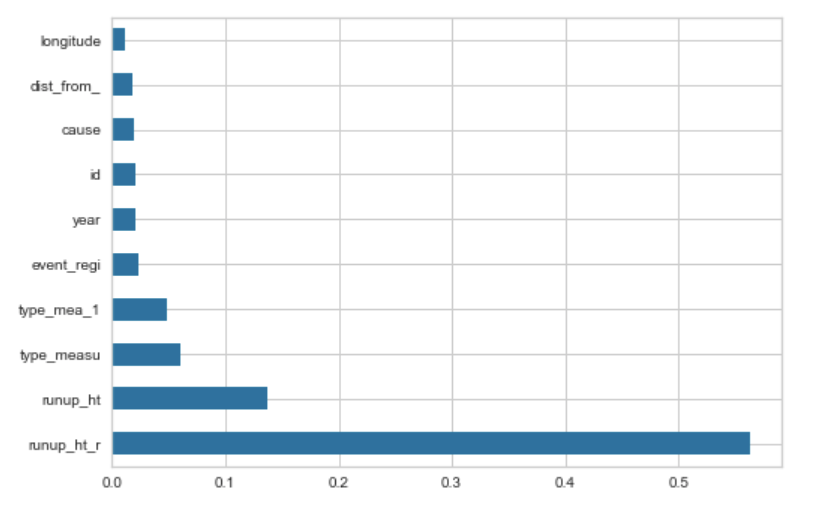 longitude
dist_from_
cause
id
year
event_regi
type_mea_1
type_measu
runup_ht
runup_ht_r
0.0 0.1 0.2 0.3 0.4 0.5